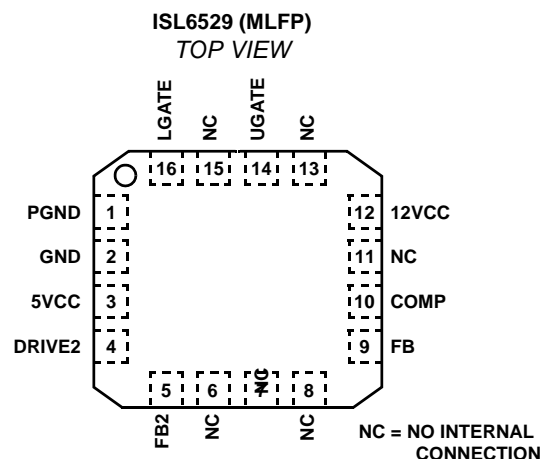 ISL6529 (MLFP)
TOP VIEW
LGATE NC UGATE NC
16 15 14 13
PGND 1 12 12VCC
GND 2 11 NC
5VCC 3 10 COMP
DRIVE2 4 9 FB
5 6 7 8
FB2 NC NC NC
NC = NO INTERNAL
CONNECTION